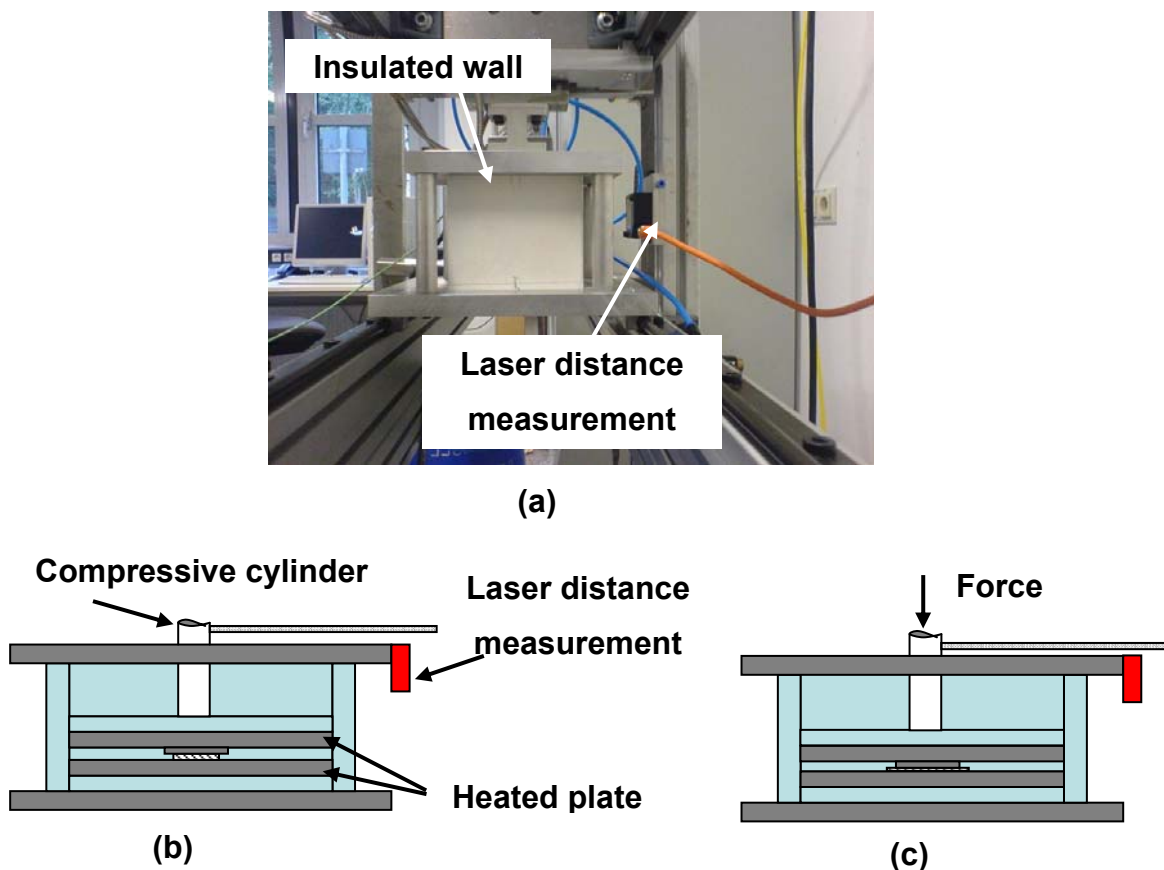 Insulated wall
Laser distance
measurement
(a)
Compressive cylinder
Laser distance
measurement
Heated plate
(b)
Force
(c)